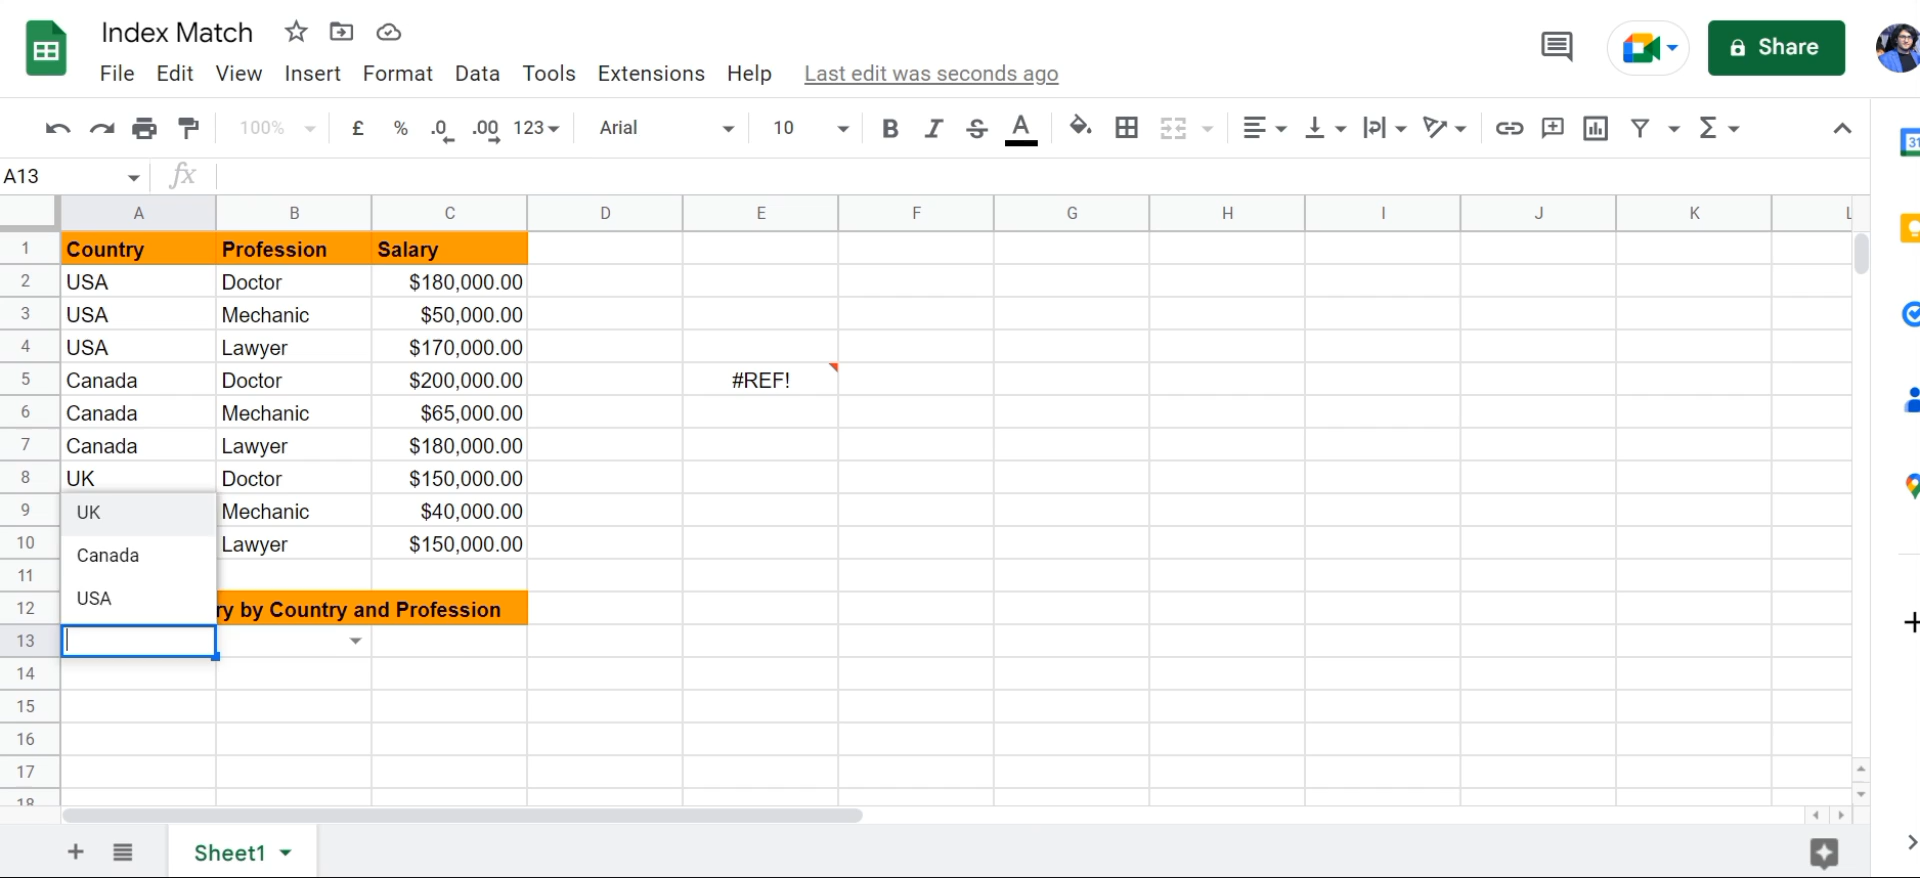 Index Match
File Edit View Insert Format Data Tools Extensions Help Last edit was seconds ago
Share
100% £ % .0 .00 123 Arial 10 B I S A Σ
31
A13 fx
A B C D E F G H I J K L
1 Country Profession Salary
2 USA Doctor $180,000.00
3 USA Mechanic $50,000.00
4 USA Lawyer $170,000.00
5 Canada Doctor $200,000.00 #REF!
6 Canada Mechanic $65,000.00
7 Canada Lawyer $180,000.00
8 UK Doctor $150,000.00
9 UK Mechanic $40,000.00
10 Canada Lawyer $150,000.00
11
12 USA ry by Country and Profession
13
14
15
16
17
18
Sheet1